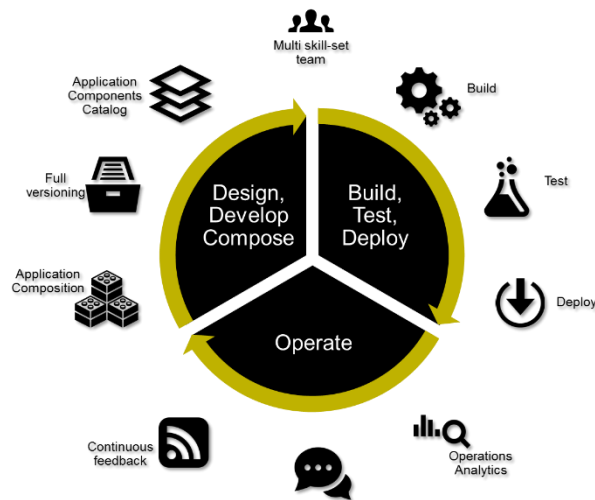 Multi skill-set
team
Application
Components
Catalog
Build
Full
versioning
Design,
Develop
Compose
Build,
Test,
Deploy
Test
Application
Composition
Deploy
Operate
Continuous
feedback
Operations
Analytics